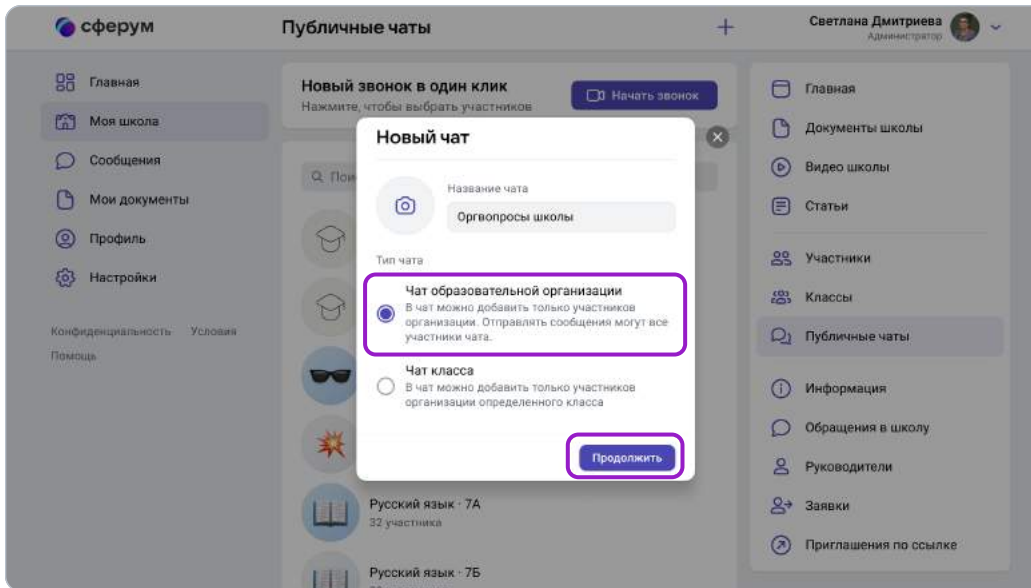 сферум
Публичные чаты
Светлана Дмитриева
Администратор
Главная
Моя школа
Сообщения
Мои документы
Профиль
Настройки
Конфиденциальность Условия
Помощь
Новый звонок в один клик
Нажмите, чтобы выбрать участников
Начать звонок
Новый чат
Название чата
Оргвопросы школы
Тип чата
Чат образовательной организации
В чат можно добавить только участников
организации. Отправлять сообщения могут все
участники чата.
Чат класса
В чат можно добавить только участников
организации определенного класса
Продолжить
Русский язык · 7А
32 участника
Русский язык · 7Б
Главная
Документы школы
Видео школы
Статьи
Участники
Классы
Публичные чаты
Информация
Обращения в школу
Руководители
Заявки
Приглашения по ссылке